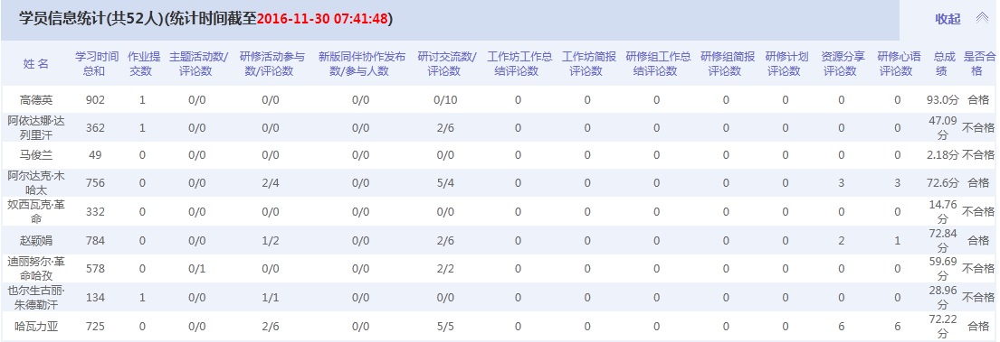 学员信息统计(共52人)(统计时间截至2016-11-30 07:41:48) 收起
姓 名 学习时间总和 作业提交数 主题活动数/评论数 研修活动参与数/评论数 新版同伴协作发布数/参与人数 研讨交流数/评论数 工作坊工作总结评论数 工作坊简报评论数 研修组工作总结评论数 研修组简报评论数 研修计划评论数 资源分享评论数 研修心语评论数 总成绩 是否合格
高德英 902 1 0/0 0/0 0/0 0/10 0 0 0 0 0 0 0 93.0分 合格
阿依达娜·达列里汗 362 1 0/0 0/0 0/0 2/6 0 0 0 0 0 0 0 47.09分 不合格
马俊兰 49 0 0/0 0/0 0/0 0/0 0 0 0 0 0 0 0 2.18分 不合格
阿尔达克·木哈太 756 0 0/0 2/4 0/0 5/4 0 0 0 0 0 3 3 72.6分 合格
奴西瓦克·革命 332 0 0/0 0/0 0/0 0/0 0 0 0 0 0 0 0 14.76分 不合格
赵颖娟 784 0 0/0 1/2 0/0 2/6 0 0 0 0 0 2 1 72.84分 合格
迪丽努尔·革命哈孜 578 0 0/1 0/0 0/0 2/2 0 0 0 0 0 0 0 59.69分 不合格
也尔生古丽·朱德勒汗 134 1 0/0 1/1 0/0 0/0 0 0 0 0 0 0 0 28.96分 不合格
哈瓦力亚 725 0 0/0 2/6 0/0 5/5 0 0 0 0 0 6 6 72.22分 合格